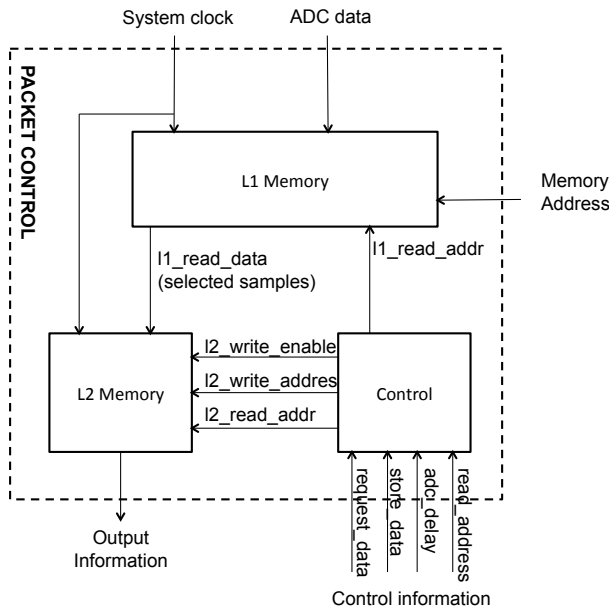 System clock
ADC data
PACKET CONTROL
L1 Memory
Memory
Address
l1_read_data
(selected samples)
l1_read_addr
l2_write_enable
l2_write_addres
l2_read_addr
L2 Memory
Control
request_data
store_data
adc_delay
read_address
Output
Information
Control information